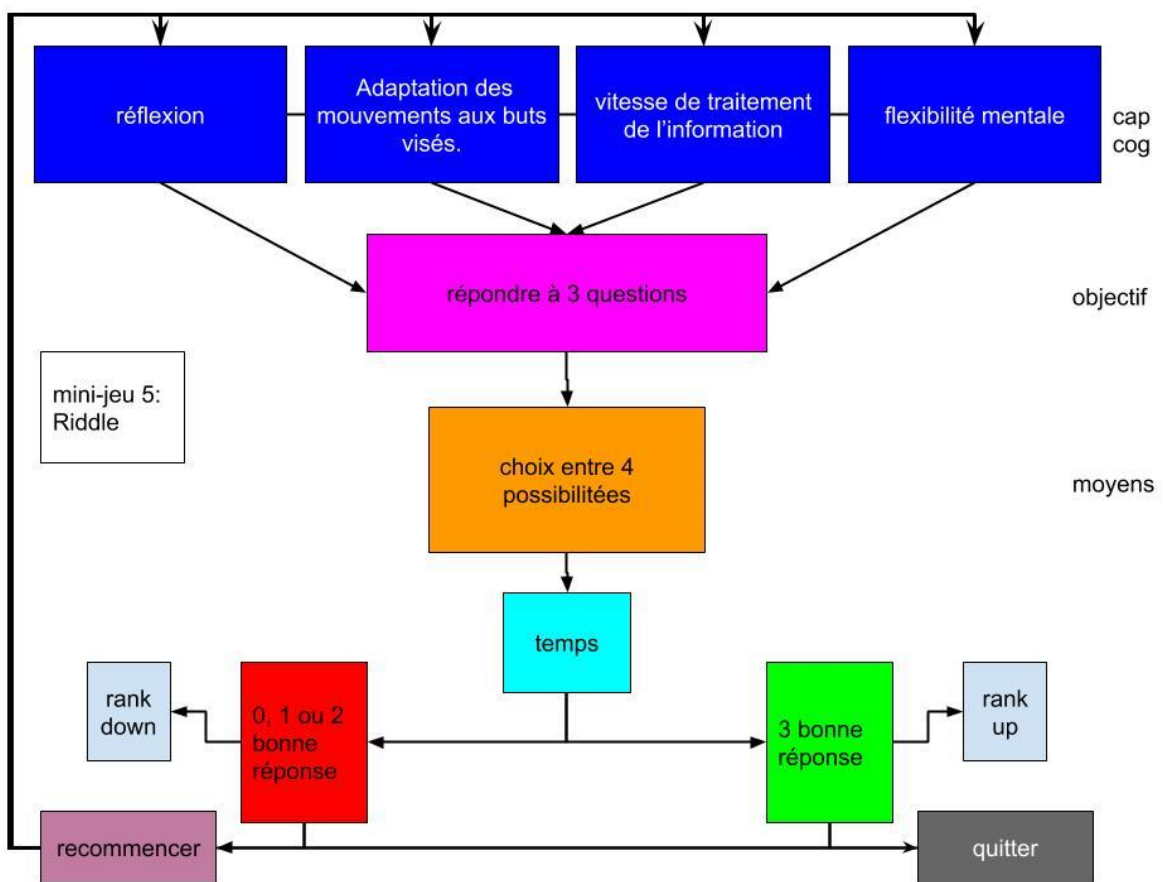 réflexion
Adaptation des
mouvements aux buts
visés.
vitesse de traitement
de l'information
flexibilité mentale
cap
cog
répondre à 3 questions
objectif
mini-jeu 5:
Riddle
choix entre 4
possibilitées
moyens
temps
rank
down
0, 1 ou 2
bonne
réponse
3 bonne
réponse
rank
up
recommencer
quitter